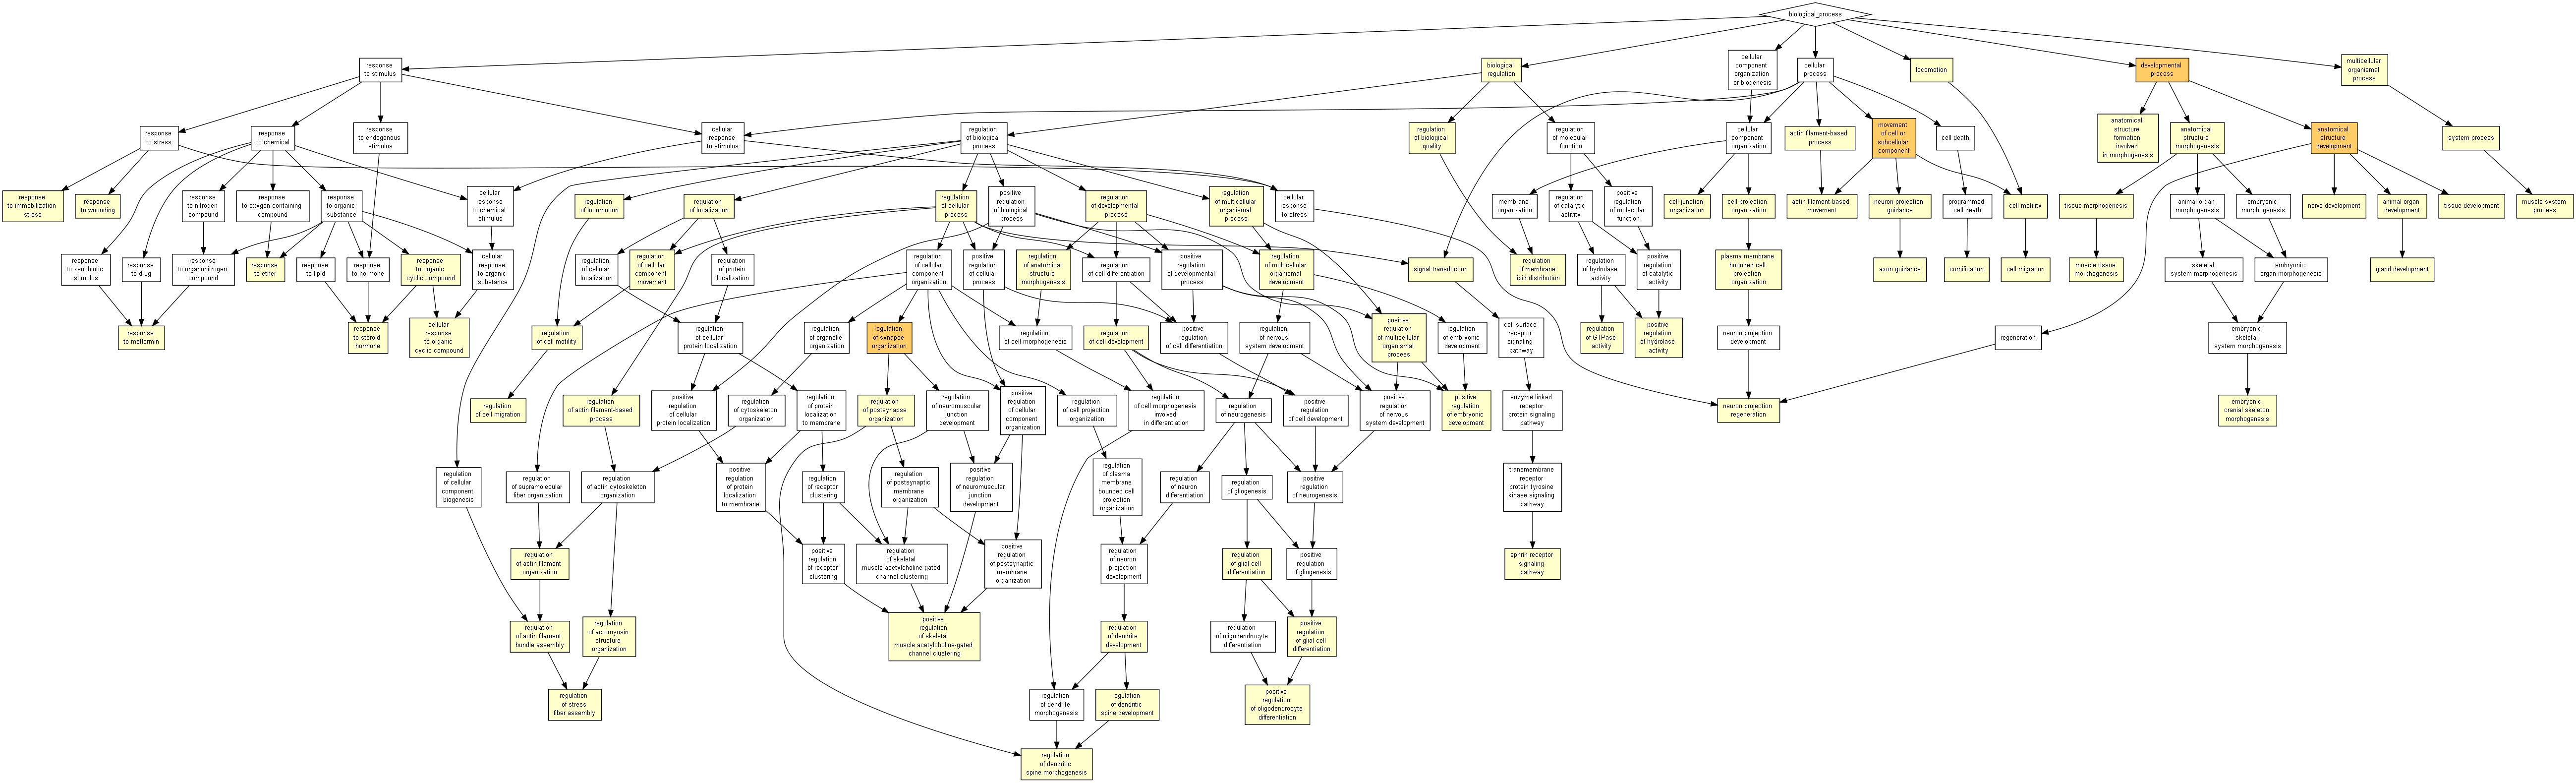 biological_process
response
to stimulus
biological
regulation
cellular
component
organization
or biogenesis
cellular
process
locomotion
developmental
process
multicellular
organismal
process
response
to stress
response
to chemical
response
to endogenous
stimulus
cellular
response
to stimulus
regulation
of biological
process
regulation
of biological
quality
regulation
of molecular
function
cellular
component
organization
actin filament-based
process
movement
of cell or
subcellular
component
cell death
anatomical
structure
formation
involved
in morphogenesis
anatomical
structure
morphogenesis
anatomical
structure
development
system process
response
to immobilization
stress
response
to wounding
response
to nitrogen
compound
response
to oxygen-containing
compound
response
to organic
substance
cellular
response
to chemical
stimulus
regulation
of locomotion
regulation
of localization
regulation
of cellular
process
positive
regulation
of biological
process
regulation
of developmental
process
regulation
of multicellular
organismal
process
cellular
response
to stress
membrane
organization
regulation
of catalytic
activity
positive
regulation
of molecular
function
cell junction
organization
cell projection
organization
actin filament-based
movement
neuron projection
guidance
programmed
cell death
cell motility
tissue morphogenesis
animal organ
morphogenesis
embryonic
morphogenesis
nerve development
animal organ
development
tissue development
muscle system
process
response
to xenobiotic
stimulus
response
to drug
response
to organonitrogen
compound
response
to ether
response
to lipid
response
to hormone
response
to organic
cyclic compound
cellular
response
to organic
substance
regulation
of cellular
localization
regulation
of cellular
component
movement
regulation
of protein
localization
regulation
of cellular
component
organization
positive
regulation
of cellular
process
regulation
of anatomical
structure
morphogenesis
regulation
of cell differentiation
positive
regulation
of developmental
process
regulation
of multicellular
organismal
development
signal transduction
regulation
of membrane
lipid distribution
regulation
of hydrolase
activity
positive
regulation
of catalytic
activity
plasma membrane
bounded cell
projection
organization
axon guidance
cornification
cell migration
muscle tissue
morphogenesis
skeletal
system morphogenesis
embryonic
organ morphogenesis
gland development
response
to metformin
response
to steroid
hormone
cellular
response
to organic
cyclic compound
regulation
of cell motility
regulation
of cellular
protein localization
regulation
of organelle
organization
regulation
of synapse
organization
regulation
of cell morphogenesis
regulation
of cell development
positive
regulation
of cell differentiation
regulation
of nervous
system development
positive
regulation
of multicellular
organismal
process
regulation
of embryonic
development
cell surface
receptor
signaling
pathway
regulation
of GTPase
activity
positive
regulation
of hydrolase
activity
neuron projection
development
regeneration
embryonic
skeletal
system morphogenesis
regulation
of cell migration
regulation
of actin filament-based
process
positive
regulation
of cellular
protein localization
regulation
of cytoskeleton
organization
regulation
of protein
localization
to membrane
regulation
of postsynapse
organization
regulation
of neuromuscular
junction
development
positive
regulation
of cellular
component
organization
regulation
of cell projection
organization
regulation
of cell morphogenesis
involved
in differentiation
regulation
of neurogenesis
positive
regulation
of cell development
positive
regulation
of nervous
system development
positive
regulation
of embryonic
development
enzyme linked
receptor
protein signaling
pathway
neuron projection
regeneration
embryonic
cranial skeleton
morphogenesis
regulation
of cellular
component
biogenesis
regulation
of supramolecular
fiber organization
regulation
of actin cytoskeleton
organization
positive
regulation
of protein
localization
to membrane
regulation
of receptor
clustering
regulation
of postsynaptic
membrane
organization
positive
regulation
of neuromuscular
junction
development
regulation
of plasma
membrane
bounded cell
projection
organization
regulation
of neuron
differentiation
regulation
of gliogenesis
positive
regulation
of neurogenesis
transmembrane
receptor
protein tyrosine
kinase signaling
pathway
regulation
of actin filament
organization
positive
regulation
of receptor
clustering
regulation
of skeletal
muscle acetylcholine-gated
channel clustering
positive
regulation
of postsynaptic
membrane
organization
regulation
of neuron
projection
development
regulation
of glial cell
differentiation
positive
regulation
of gliogenesis
ephrin receptor
signaling
pathway
regulation
of actin filament
bundle assembly
regulation
of actomyosin
structure
organization
positive
regulation
of skeletal
muscle acetylcholine-gated
channel clustering
regulation
of dendrite
development
regulation
of oligodendrocyte
differentiation
positive
regulation
of glial cell
differentiation
regulation
of stress
fiber assembly
regulation
of dendrite
morphogenesis
regulation
of dendritic
spine development
positive
regulation
of oligodendrocyte
differentiation
regulation
of dendritic
spine morphogenesis